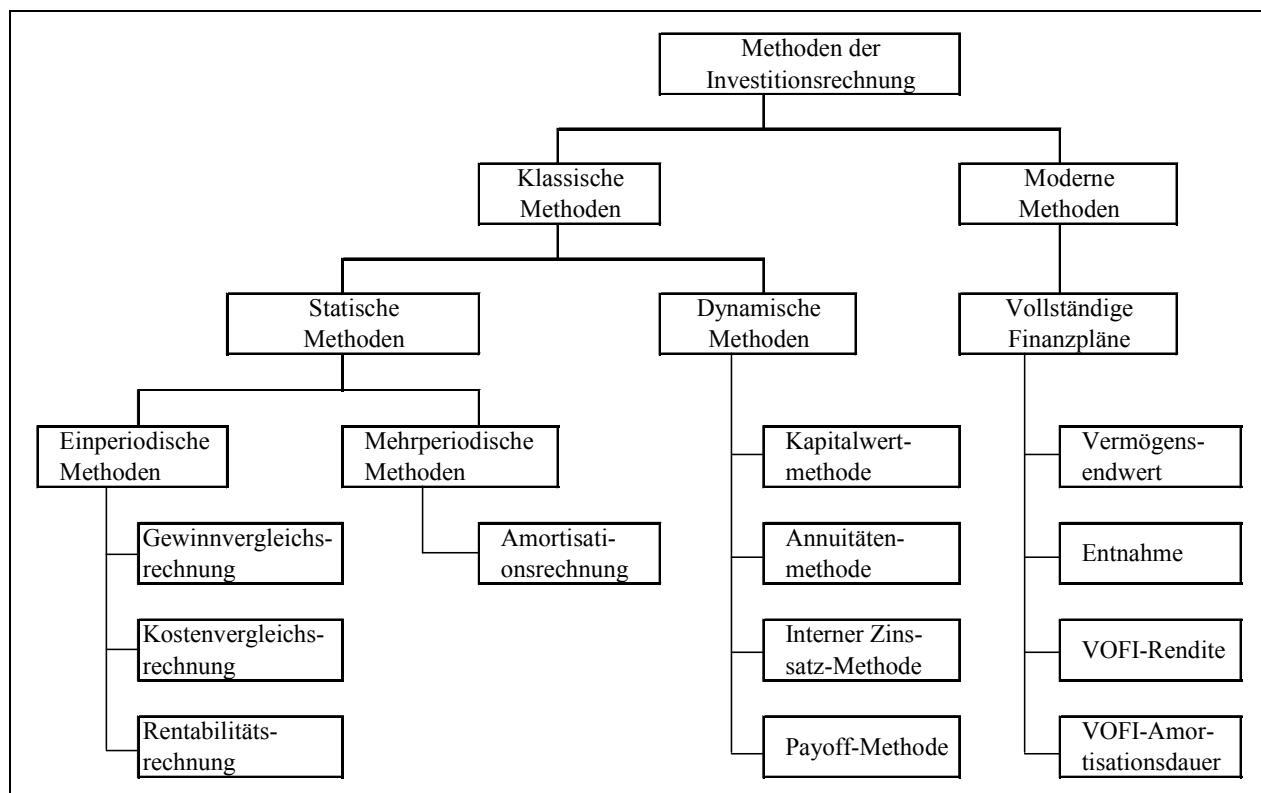 Methoden der
Investitionsrechnung
Klassische
Methoden
Moderne
Methoden
Statische
Methoden
Dynamische
Methoden
Vollständige
Finanzpläne
Einperiodische
Methoden
Mehrperiodische
Methoden
Kapitalwert-
methode
Vermögens-
endwert
Gewinnvergleichs-
rechnung
Amortisati-
onsrechnung
Annuitäten-
methode
Entnahme
Kostenvergleichs-
rechnung
Interner Zins-
satz-Methode
VOFI-Rendite
Rentabilitäts-
rechnung
Payoff-Methode
VOFI-Amor-
tisationsdauer